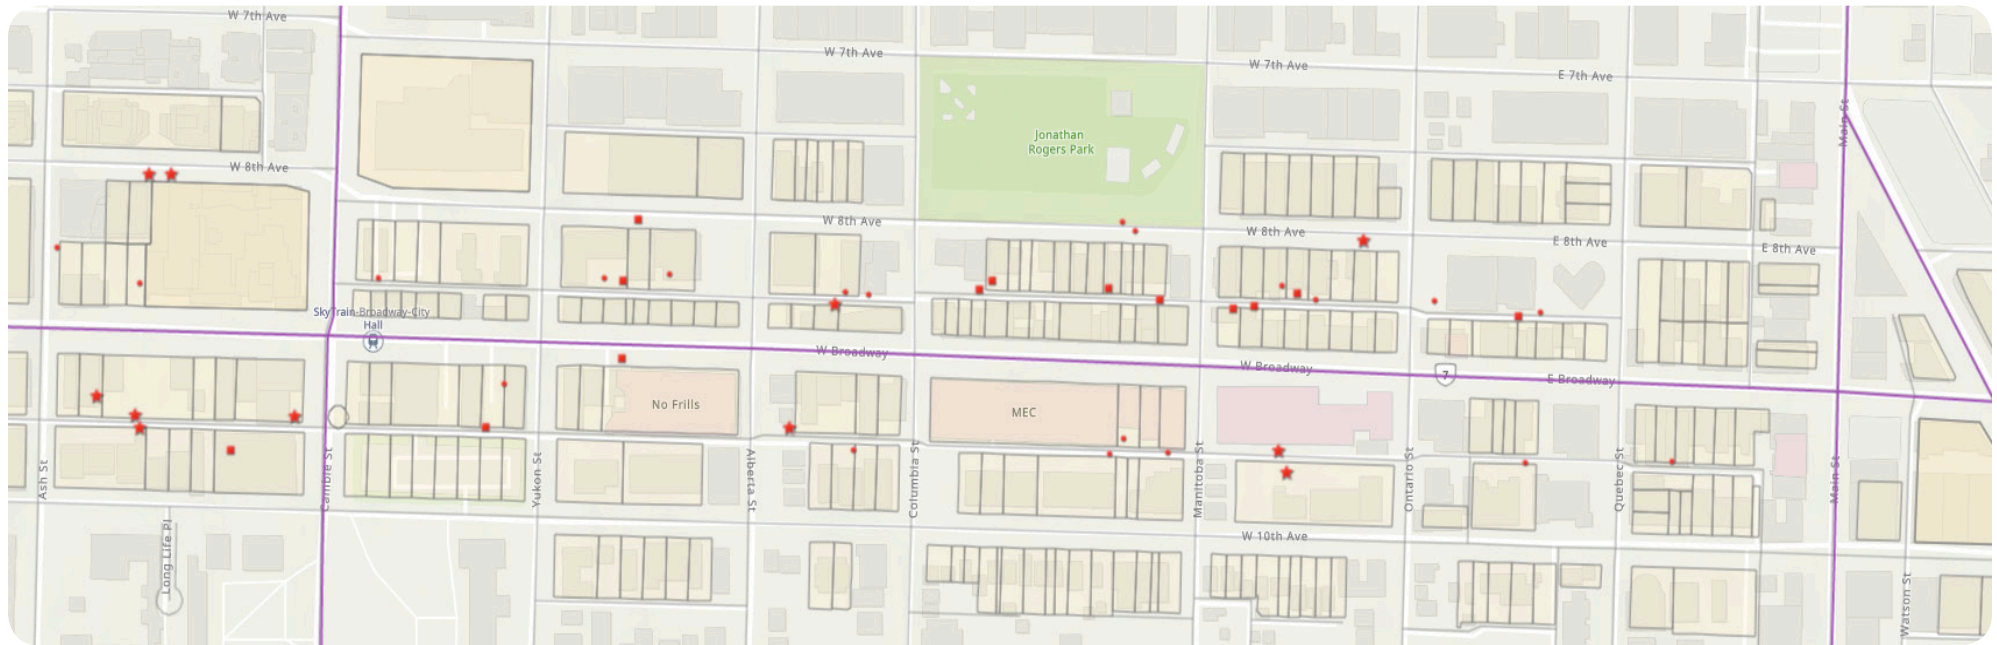 W 7th Ave
W 7th Ave
W 7th Ave
E 7th Ave
Main St
Jonathan
Rogers Park
W 8th Ave
W 8th Ave
W 8th Ave
E 8th Ave
E 8th Ave
SkyTrain-Broadway-City
Hall
W Broadway
W Broadway
7
E Broadway
No Frills
MEC
Ash St
Cambie St
Yukon St
Alberta St
Columbia St
Manitoba St
Ontario St
Quebec St
Main St
Long Life Pl
W 10th Ave
Watson St